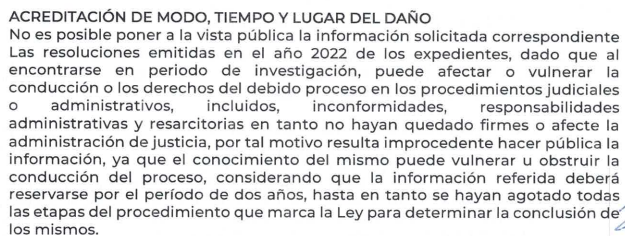 ACREDITACIÓN DE MODO, TIEMPO Y LUGAR DEL DAÑO
No es posible poner a la vista pública la información solicitada correspondiente
Las resoluciones emitidas en el año 2022 de los expedientes, dado que al
encontrarse en periodo de investigación, puede afectar o vulnerar la
conducción o los derechos del debido proceso en los procedimientos judiciales
o administrativos, incluidos, inconformidades, responsabilidades
administrativas y resarcitorias en tanto no hayan quedado firmes o afecte la
administración de justicia, por tal motivo resulta improcedente hacer pública la
información, ya que el conocimiento del mismo puede vulnerar u obstruir la
conducción del proceso, considerando que la información referida deberá
reservarse por el período de dos años, hasta en tanto se hayan agotado todas
las etapas del procedimiento que marca la Ley para determinar la conclusión de
los mismos.